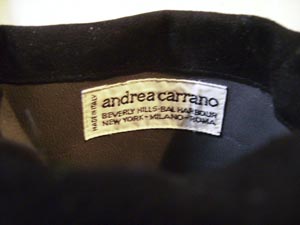 MADE IN ITALY
andrea carrano
BEVERLY HILLS-BAL HARBOUR
NEW YORK-MILANO-ROMA